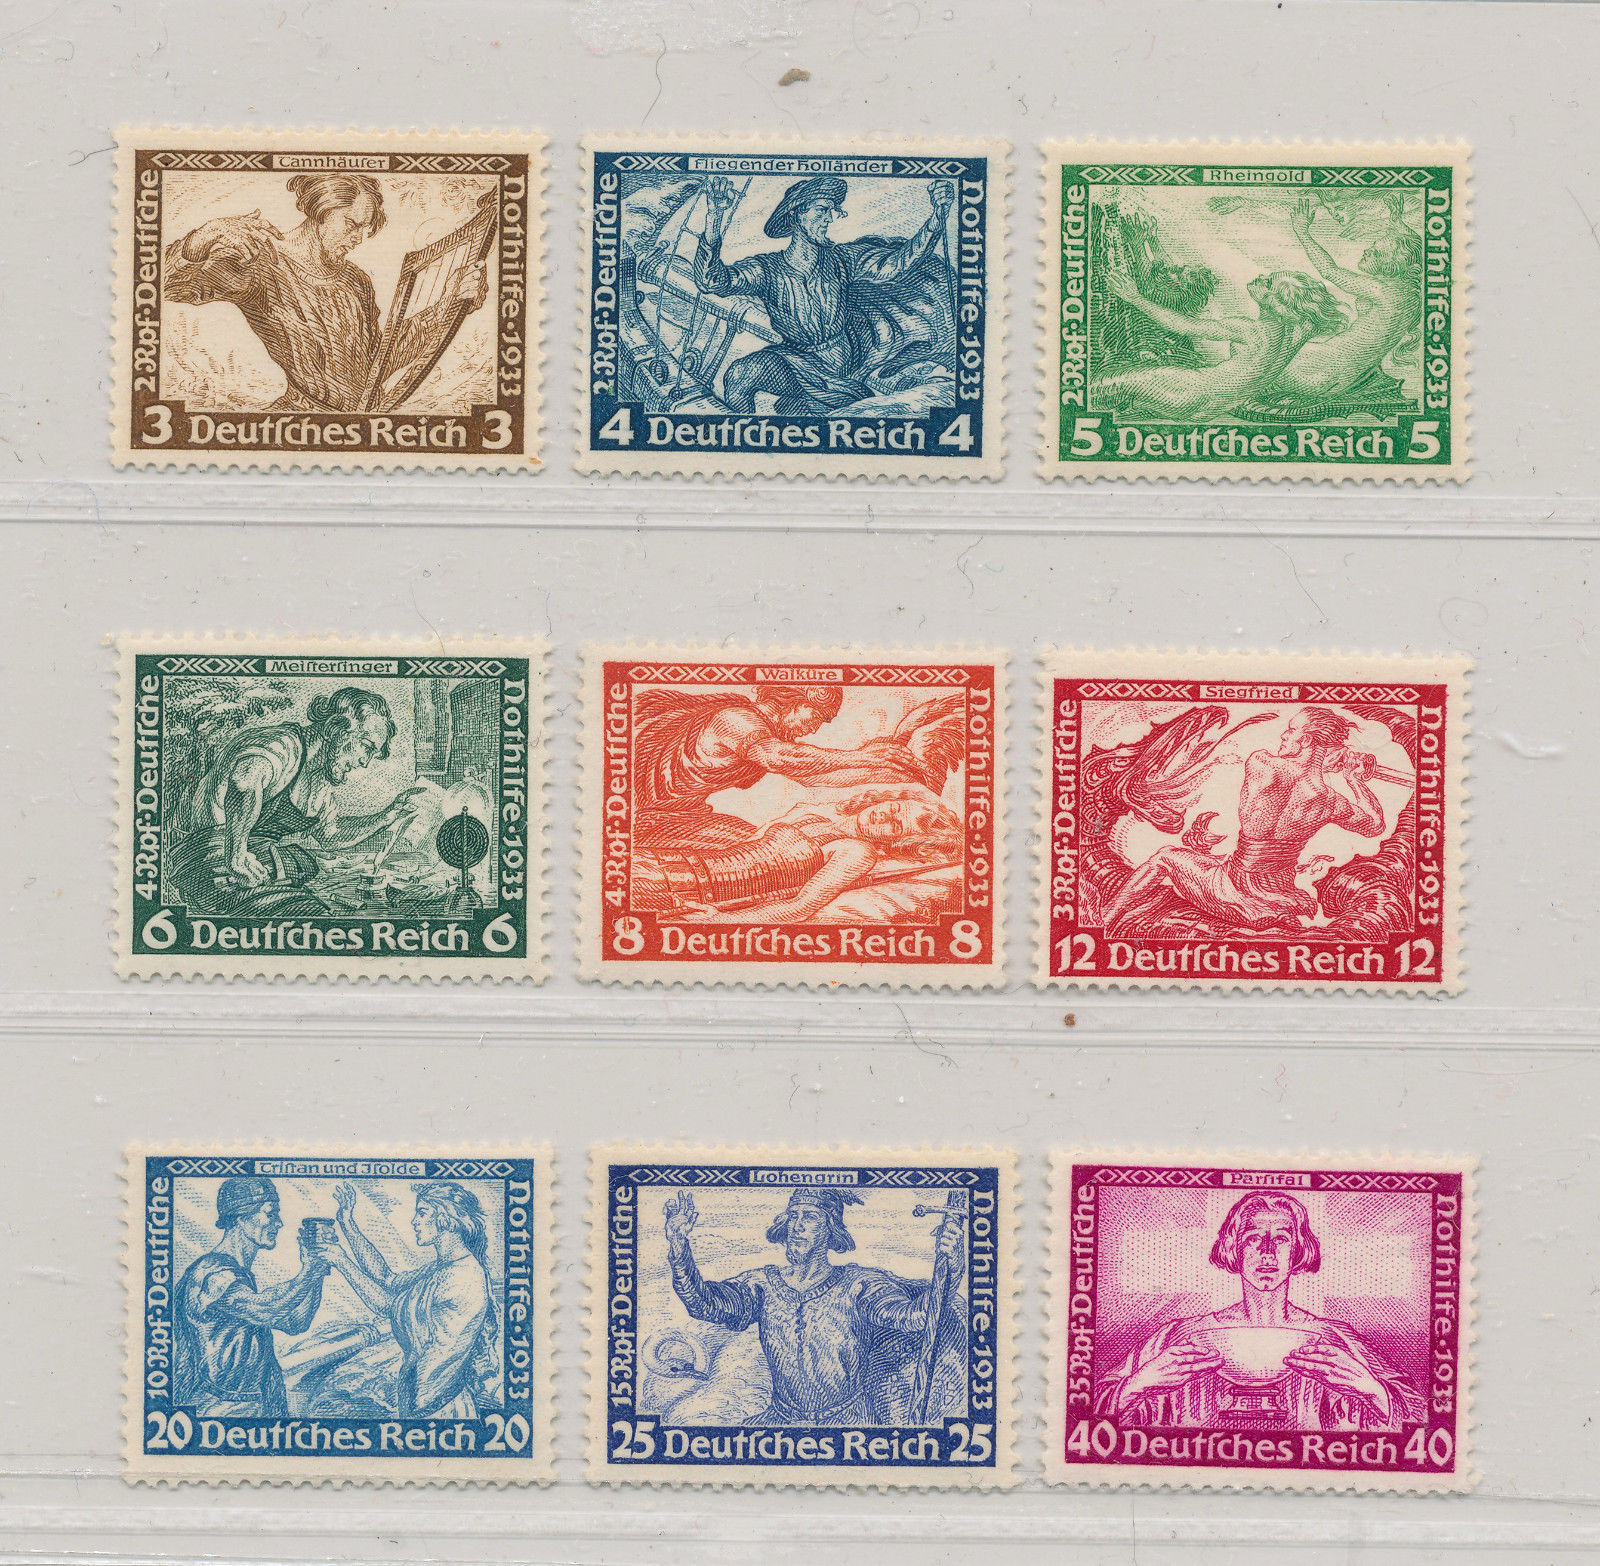 Tannhäuser
2 Rpf·Deutſche
Nothilfe·1933
3 Deutſches Reich 3
Fliegender Holländer
2 Rpf·Deutſche
Nothilfe·1933
4 Deutſches Reich 4
Rheingold
2 Rpf·Deutſche
Nothilfe·1933
5 Deutſches Reich 5
Meiſterſinger
4 Rpf·Deutſche
Nothilfe·1933
6 Deutſches Reich 6
Walküre
4 Rpf·Deutſche
Nothilfe·1933
8 Deutſches Reich 8
Siegfried
3 Rpf·Deutſche
Nothilfe·1933
12 Deutſches Reich 12
Triſtan und Iſolde
10 Rpf·Deutſche
Nothilfe·1933
20 Deutſches Reich 20
Lohengrin
15 Rpf·Deutſche
Nothilfe·1933
25 Deutſches Reich 25
Parſifal
35 Rpf·Deutſche
Nothilfe·1933
40 Deutſches Reich 40